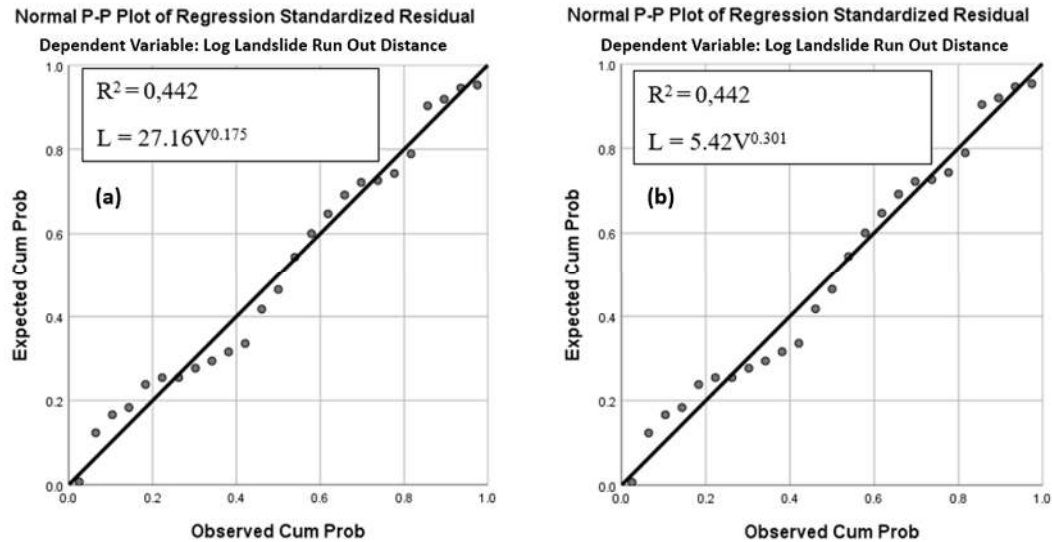 Normal P-P Plot of Regression Standardized Residual
Dependent Variable: Log Landslide Run Out Distance
1.0
0.8
0.6
0.4
0.2
0.0
Expected Cum Prob
R² = 0,442
L = 27.16V^0.175
(a)
0.0 0.2 0.4 0.6 0.8 1.0
Observed Cum Prob
Normal P-P Plot of Regression Standardized Residual
Dependent Variable: Log Landslide Run Out Distance
1.0
0.8
0.6
0.4
0.2
0.0
Expected Cum Prob
R² = 0,442
L = 5.42V^0.301
(b)
0.0 0.2 0.4 0.6 0.8 1.0
Observed Cum Prob